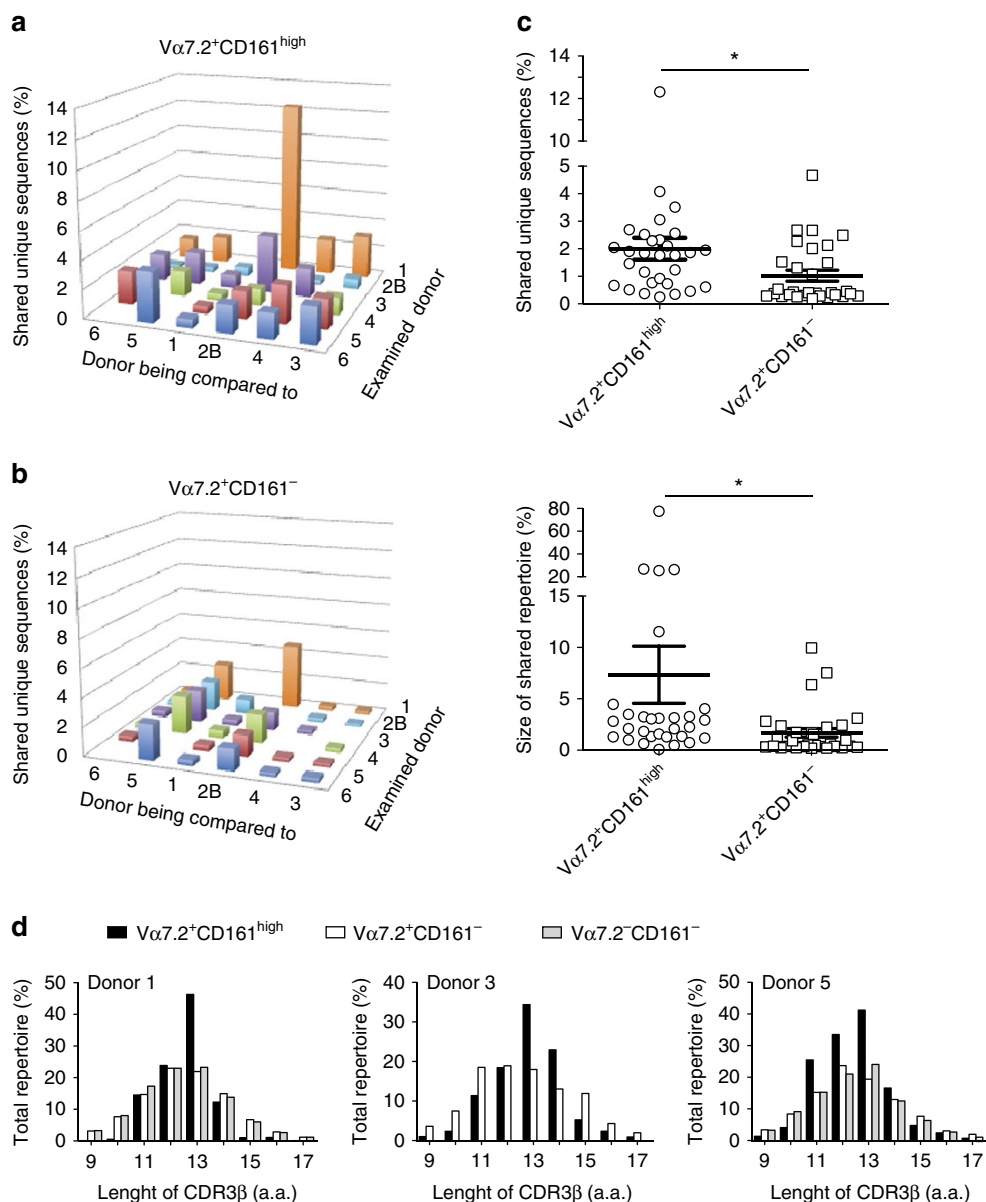 a
Vα7.2⁺CD161ʰⁱᵍʰ
Shared unique sequences (%)
14
12
10
8
6
4
2
0
6
5
1
2B
4
3
Donor being compared to
1
2B
3
4
5
6
Examined donor
c
Shared unique sequences (%)
14
12
10
5
4
3
2
1
0
*
Vα7.2⁺CD161ʰⁱᵍʰ
Vα7.2⁺CD161⁻
b
Vα7.2⁺CD161⁻
Shared unique sequences (%)
14
12
10
8
6
4
2
0
6
5
1
2B
4
3
Donor being compared to
1
2B
3
4
5
6
Examined donor
Size of shared repertoire (%)
80
60
40
20
15
10
5
0
*
Vα7.2⁺CD161ʰⁱᵍʰ
Vα7.2⁺CD161⁻
d
Vα7.2⁺CD161ʰⁱᵍʰ
Vα7.2⁺CD161⁻
Vα7.2⁻CD161⁻
Donor 1
Total repertoire (%)
50
40
30
20
10
0
9 11 13 15 17
Lenght of CDR3β (a.a.)
Donor 3
Total repertoire (%)
40
30
20
10
0
9 11 13 15 17
Lenght of CDR3β (a.a.)
Donor 5
Total repertoire (%)
50
40
30
20
10
0
9 11 13 15 17
Lenght of CDR3β (a.a.)